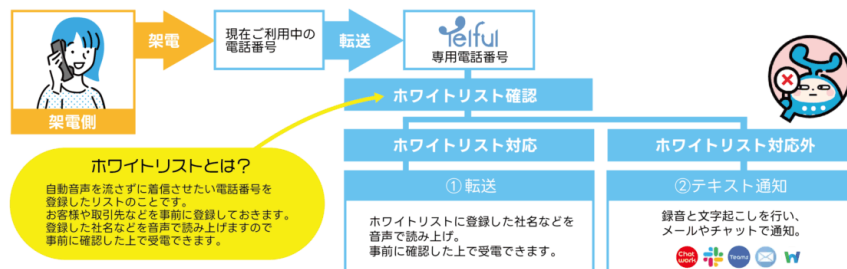 架電側
架電
現在ご利用中の
電話番号
転送
Telful
専用電話番号
ホワイトリスト確認
ホワイトリスト対応
ホワイトリスト対応外
ホワイトリストとは？
自動音声を流さずに着信させたい電話番号を
登録したリストのことです。
お客様や取引先などを事前に登録しておきます。
登録した社名などを音声で読み上げますので
事前に確認した上で受電できます。
①転送
ホワイトリストに登録した社名などを
音声で読み上げ。
事前に確認した上で受電できます。
②テキスト通知
録音と文字起こしを行い、
メールやチャットで通知。
Chat
work
Teams
W